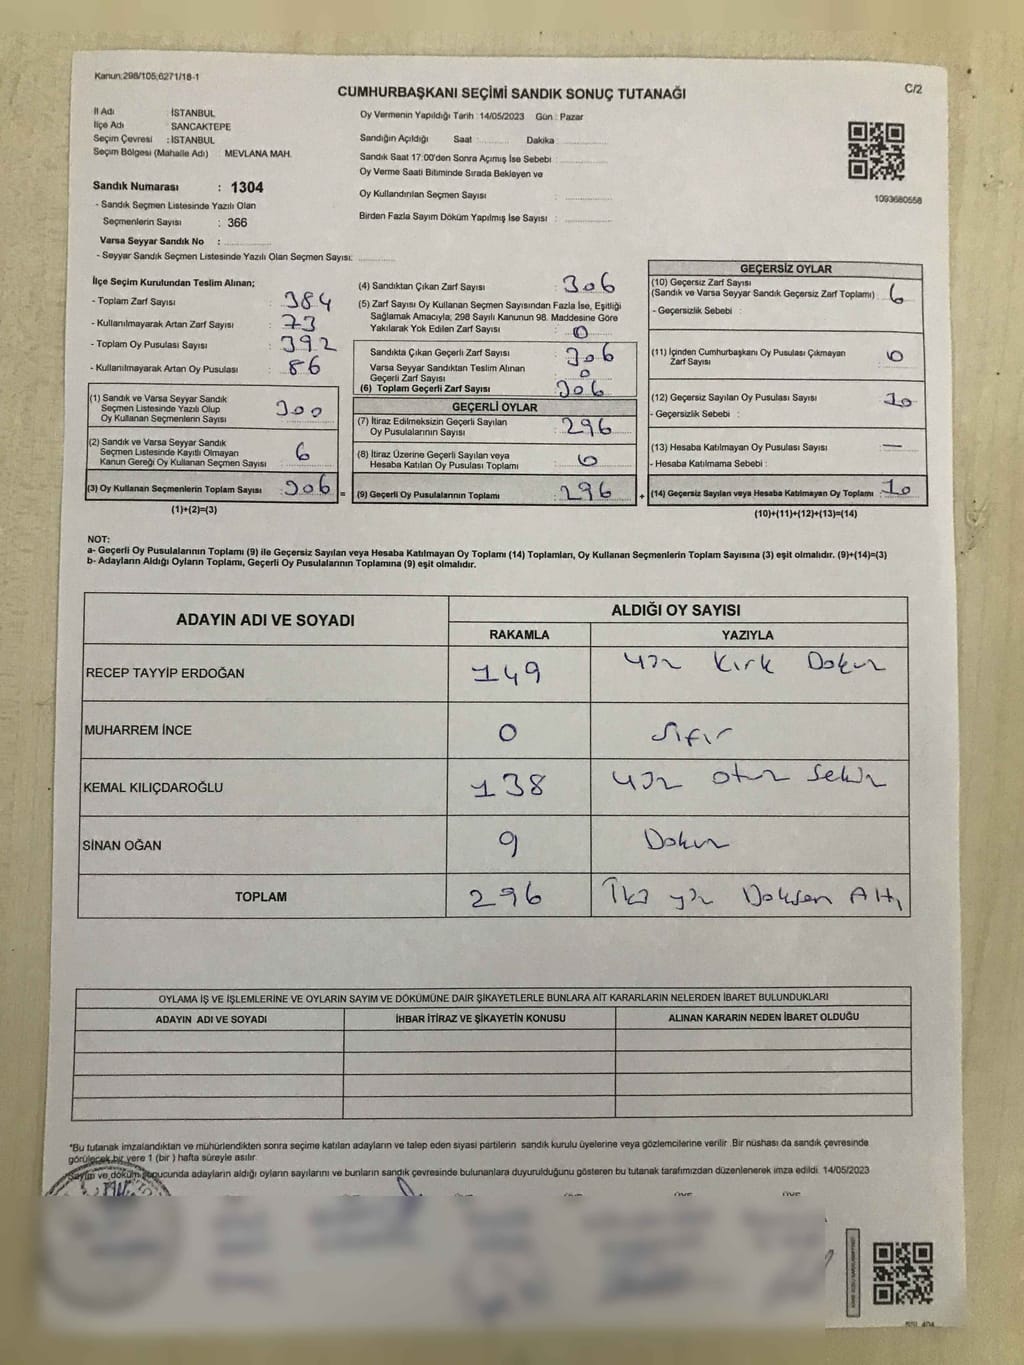 Kanun:298/105;6271/18-1
C/2
CUMHURBAŞKANI SEÇİMİ SANDIK SONUÇ TUTANAĞI
İl Adı : İSTANBUL
İlçe Adı : SANCAKTEPE
Seçim Çevresi : İSTANBUL
Seçim Bölgesi (Mahalle Adı) : MEVLANA MAH.
Sandık Numarası : 1304
- Sandık Seçmen Listesinde Yazılı Olan
Seçmenlerin Sayısı : 366
Varsa Seyyar Sandık No :
- Seyyar Sandık Seçmen Listesinde Yazılı Olan Seçmen Sayısı:
Oy Vermenin Yapıldığı Tarih : 14/05/2023 Gün : Pazar
Sandığın Açıldığı Saat Dakika :
Sandık Saat 17:00'den Sonra Açımış İse Sebebi :
Oy Verme Saati Bitiminde Sırada Bekleyen ve
Oy Kullandırılan Seçmen Sayısı :
Birden Fazla Sayım Döküm Yapılmış İse Sayısı :
1093680558
İlçe Seçim Kurulundan Teslim Alınan;
- Toplam Zarf Sayısı : 384
- Kullanılmayarak Artan Zarf Sayısı : 73
- Toplam Oy Pusulası Sayısı : 392
- Kullanılmayarak Artan Oy Pusulası : 86
(1) Sandık ve Varsa Seyyar Sandık
Seçmen Listesinde Yazılı Olup
Oy Kullanan Seçmenlerin Sayısı : 300
(2) Sandık ve Varsa Seyyar Sandık
Seçmen Listesinde Kayıtlı Olmayan
Kanun Gereği Oy Kullanan Seçmen Sayısı : 6
(3) Oy Kullanan Seçmenlerin Toplam Sayısı : 306
(1)+(2)=(3)
(4) Sandıktan Çıkan Zarf Sayısı : 306
(5) Zarf Sayısı Oy Kullanan Seçmen Sayısından Fazla İse, Eşitliği
Sağlamak Amacıyla; 298 Sayılı Kanunun 98. Maddesine Göre
Yakılarak Yok Edilen Zarf Sayısı : 0
Sandıkta Çıkan Geçerli Zarf Sayısı : 306
Varsa Seyyar Sandıktan Teslim Alınan
Geçerli Zarf Sayısı : 0
(6) Toplam Geçerli Zarf Sayısı : 306
GEÇERLİ OYLAR
(7) İtiraz Edilmeksizin Geçerli Sayılan
Oy Pusulalarının Sayısı : 296
(8) İtiraz Üzerine Geçerli Sayılan veya
Hesaba Katılan Oy Pusulası Toplamı : 0
= (9) Geçerli Oy Pusulalarının Toplamı : 296
GEÇERSİZ OYLAR
(10) Geçersiz Zarf Sayısı
(Sandık ve Varsa Seyyar Sandık Geçersiz Zarf Toplamı) : 0
- Geçersizlik Sebebi :
(11) İçinden Cumhurbaşkanı Oy Pusulası Çıkmayan
Zarf Sayısı : 0
(12) Geçersiz Sayılan Oy Pusulası Sayısı : 10
- Geçersizlik Sebebi :
(13) Hesaba Katılmayan Oy Pusulası Sayısı : —
- Hesaba Katılmama Sebebi :
+ (14) Geçersiz Sayılan veya Hesaba Katılmayan Oy Toplamı : 10
(10)+(11)+(12)+(13)=(14)
NOT:
a- Geçerli Oy Pusulalarının Toplamı (9) ile Geçersiz Sayılan veya Hesaba Katılmayan Oy Toplamı (14) Toplamları, Oy Kullanan Seçmenlerin Toplam Sayısına (3) eşit olmalıdır. (9)+(14)=(3)
b- Adayların Aldığı Oyların Toplamı, Geçerli Oy Pusulalarının Toplamına (9) eşit olmalıdır.
ADAYIN ADI VE SOYADI ALDIĞI OY SAYISI
RAKAMLA YAZIYLA
RECEP TAYYİP ERDOĞAN 149 yüz Kırk Dokuz
MUHARREM İNCE 0 Sıfır
KEMAL KILIÇDAROĞLU 138 yüz otuz Sekiz
SİNAN OĞAN 9 Dokuz
TOPLAM 296 İki yüz Doksan Altı
OYLAMA İŞ VE İŞLEMLERİNE VE OYLARIN SAYIM VE DÖKÜMÜNE DAİR ŞİKAYETLERLE BUNLARA AİT KARARLARIN NELERDEN İBARET BULUNDUKLARI
ADAYIN ADI VE SOYADI İHBAR İTİRAZ VE ŞİKAYETİN KONUSU ALINAN KARARIN NEDEN İBARET OLDUĞU
*Bu tutanak imzalandıktan ve mühürlendikten sonra seçime katılan adayların ve talep eden siyasi partilerin sandık kurulu üyelerine veya gözlemcilerine verilir .Bir nüshası da sandık çevresinde
görülecek bir yere 1 (bir ) hafta süreyle asılır.
Sayım ve döküm sonucunda adayların aldığı oyların sayılarını ve bunların sandık çevresinde bulunanlara duyurulduğunu gösteren bu tutanak tarafımızdan düzenlenerek imza edildi. 14/05/2023